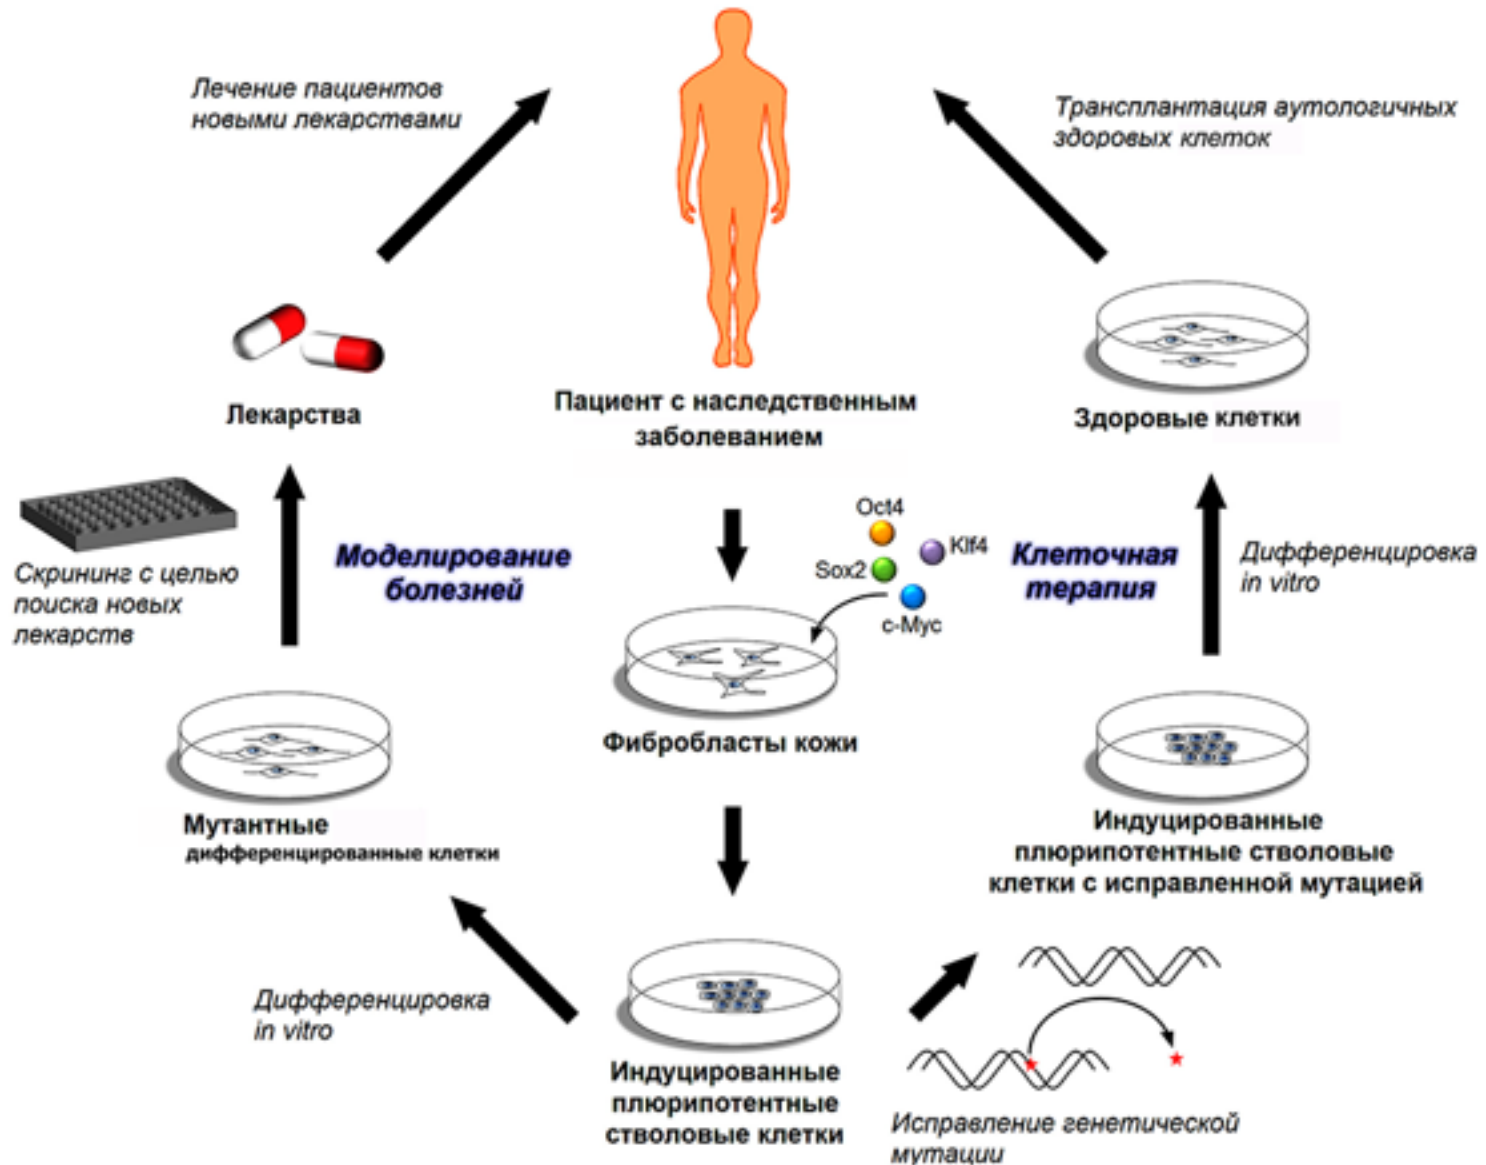 Лечение пациентов
новыми лекарствами
Трансплантация аутологичных
здоровых клеток
Лекарства
Пациент с наследственным
заболеванием
Здоровые клетки
Скрининг с целью
поиска новых
лекарств
Моделирование
болезней
Oct4
Klf4
Sox2
c-Myc
Клеточная
терапия
Дифференцировка
in vitro
Фибробласты кожи
Мутантные
дифференцированные клетки
Индуцированные
плюрипотентные стволовые
клетки с исправленной мутацией
Дифференцировка
in vitro
Индуцированные
плюрипотентные
стволовые клетки
Исправление генетической
мутации